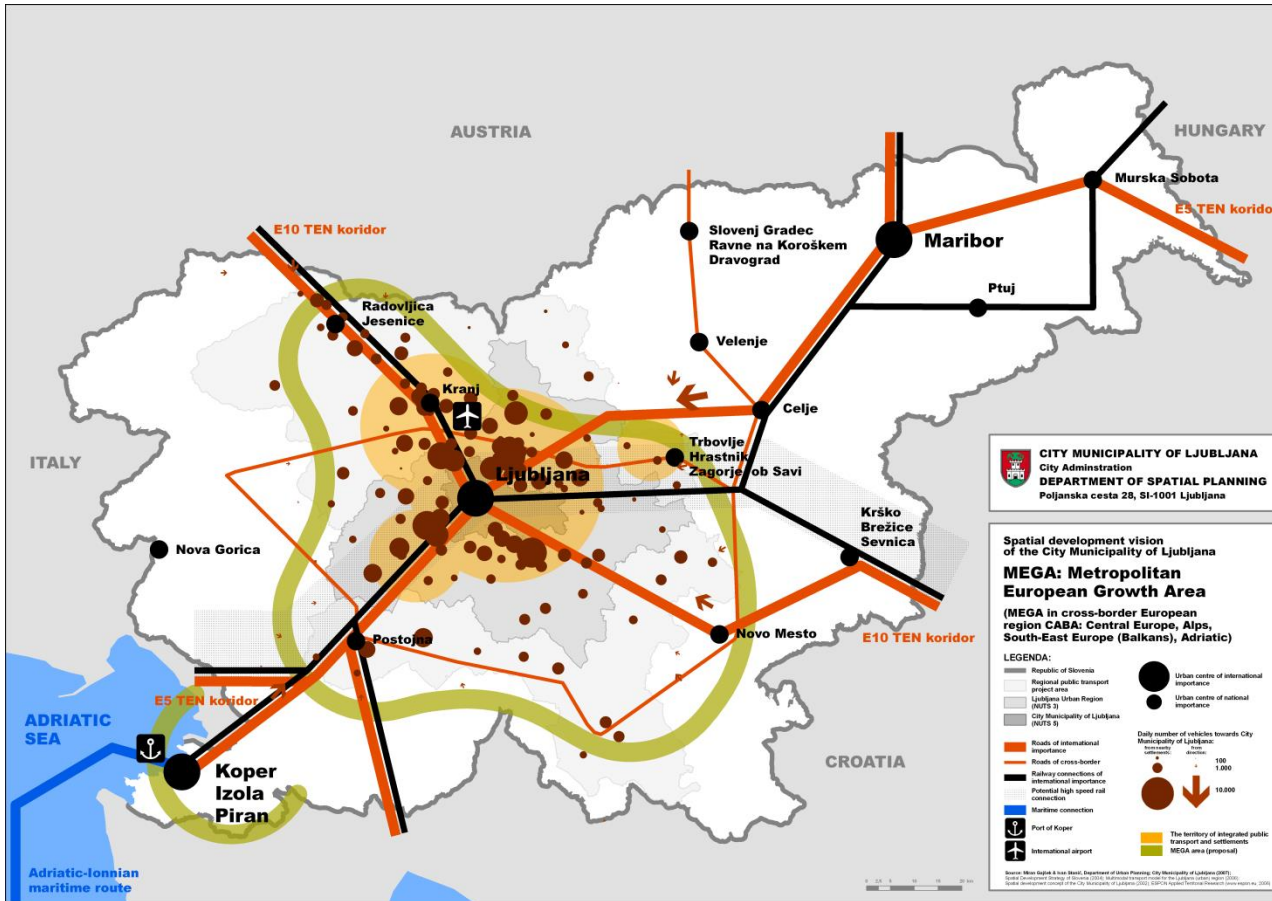 AUSTRIA
HUNGARY
Murska Sobota
E5 TEN korido
E10 TEN koridor
Slovenj Gradec
Ravne na Koroškem
Dravograd
Maribor
Ptuj
Radovljica
Jesenice
Velenje
Kranj
Celje
ITALY
Trbovlje
Hrastnik
Zagorje ob Savi
Ljubljana
Krško
Brežice
Sevnica
Nova Gorica
Postojna
Novo Mesto
E10 TEN koridor
E5 TEN koridor
ADRIATIC
SEA
Koper
Izola
Piran
CROATIA
Adriatic-Ionnian
maritime route
CITY MUNICIPALITY OF LJUBLJANA
City Adminstration
DEPARTMENT OF SPATIAL PLANNING
Poljanska cesta 28, SI-1001 Ljubljana
Spatial development vision
of the City Municipality of Ljubljana
MEGA: Metropolitan
European Growth Area
(MEGA in cross-border European
region CABA: Central Europe, Alps,
South-East Europe (Balkans), Adriatic)
LEGENDA:
Republic of Slovenia
Regional public transport
project area
Ljubljana Urban Region
(NUTS 3)
City Municipality of Ljubljana
(NUTS 5)
Roads of international
importance
Roads of cross-border
Railway connections of
international importance
Potential high speed rail
connection
Maritime connection
Port of Koper
International airport
Urban centre of international
importance
Urban centre of national
importance
Daily number of vehicles towards City
Municipality of Ljubljana:
from nearby
settlements:
from
direction:
100
1.000
10.000
The territory of integrated public
transport and settlements
MEGA area (proposal)